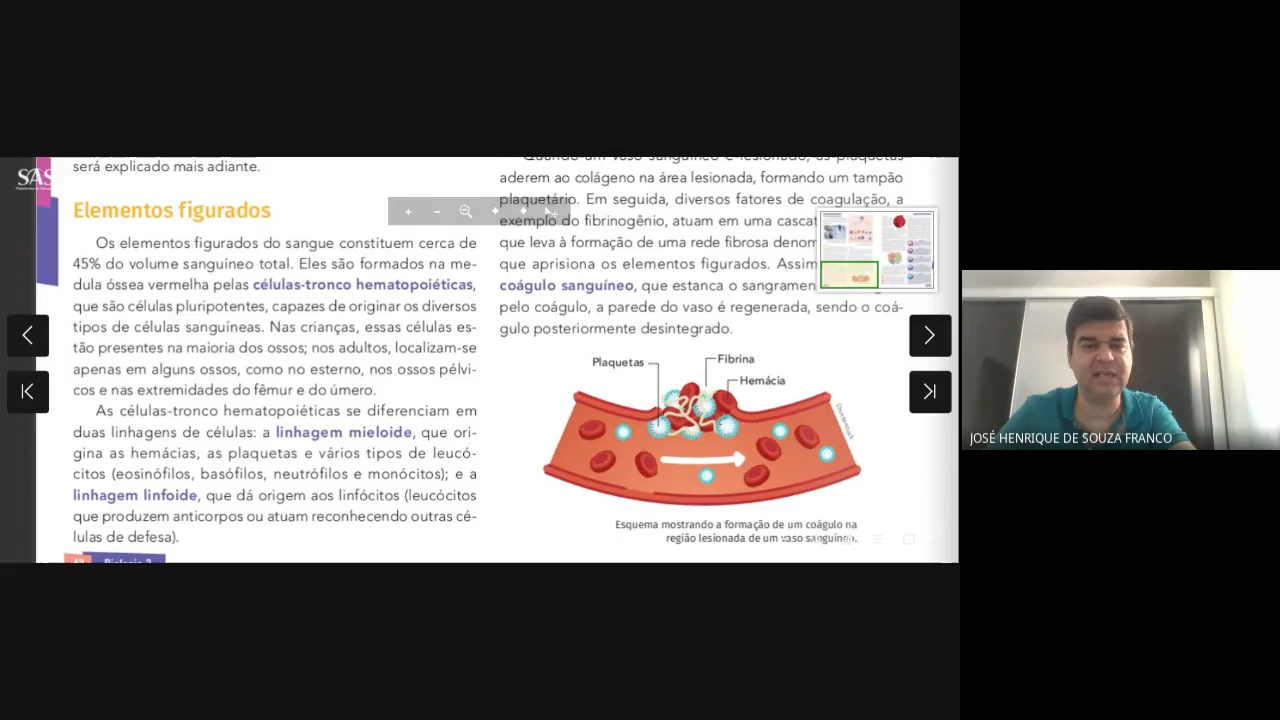 SAS
será explicado mais adiante.
Elementos figurados
Os elementos figurados do sangue constituem cerca de
45% do volume sanguíneo total. Eles são formados na me-
dula óssea vermelha pelas células-tronco hematopoiéticas,
que são células pluripotentes, capazes de originar os diversos
tipos de células sanguíneas. Nas crianças, essas células es-
tão presentes na maioria dos ossos; nos adultos, localizam-se
apenas em alguns ossos, como no esterno, nos ossos pélvi-
cos e nas extremidades do fêmur e do úmero.
As células-tronco hematopoiéticas se diferenciam em
duas linhagens de células: a linhagem mieloide, que ori-
gina as hemácias, as plaquetas e vários tipos de leucó-
citos (eosinófilos, basófilos, neutrófilos e monócitos); e a
linhagem linfoide, que dá origem aos linfócitos (leucócitos
que produzem anticorpos ou atuam reconhecendo outras cé-
lulas de defesa).
Quando um vaso sanguíneo é lesionado, as plaquetas
aderem ao colágeno na área lesionada, formando um tampão
plaquetário. Em seguida, diversos fatores de coagulação, a
exemplo do fibrinogênio, atuam em uma
que leva à formação de uma rede fibrosa
que aprisiona os elementos figurados.
coágulo sanguíneo, que estanca o
pelo coágulo, a parede do vaso é regenerada, sendo o coá-
gulo posteriormente desintegrado.
Plaquetas
Fibrina
Hemácia
Shutterstock
Esquema mostrando a formação de um coágulo na
região lesionada de um vaso sanguíneo.
JOSÉ HENRIQUE DE SOUZA FRANCO